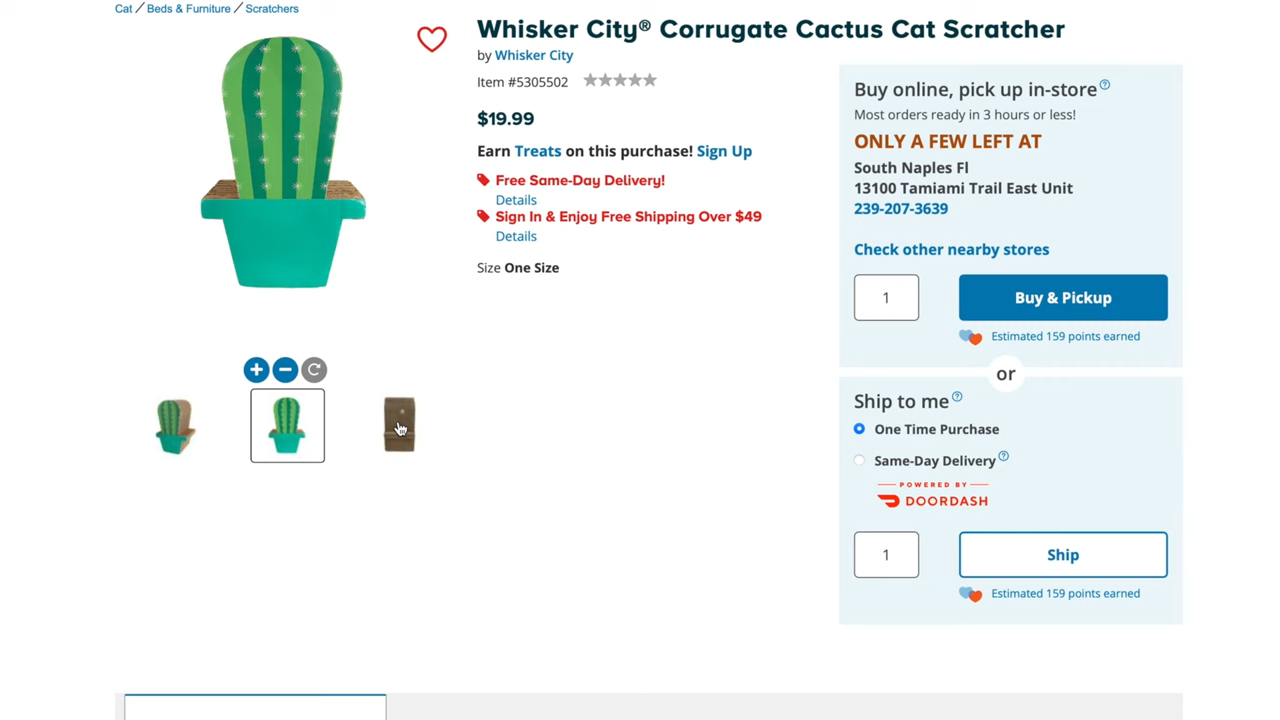 Cat / Beds & Furniture / Scratchers
Whisker City® Corrugate Cactus Cat Scratcher
by Whisker City
Item #5305502
$19.99
Earn Treats on this purchase! Sign Up
Free Same-Day Delivery!
Details
Sign In & Enjoy Free Shipping Over $49
Details
Size One Size
Buy online, pick up in-store ?
Most orders ready in 3 hours or less!
ONLY A FEW LEFT AT
South Naples Fl
13100 Tamiami Trail East Unit
239-207-3639
Check other nearby stores
1
Buy & Pickup
Estimated 159 points earned
or
Ship to me ?
One Time Purchase
Same-Day Delivery ?
POWERED BY
DOORDASH
1
Ship
Estimated 159 points earned